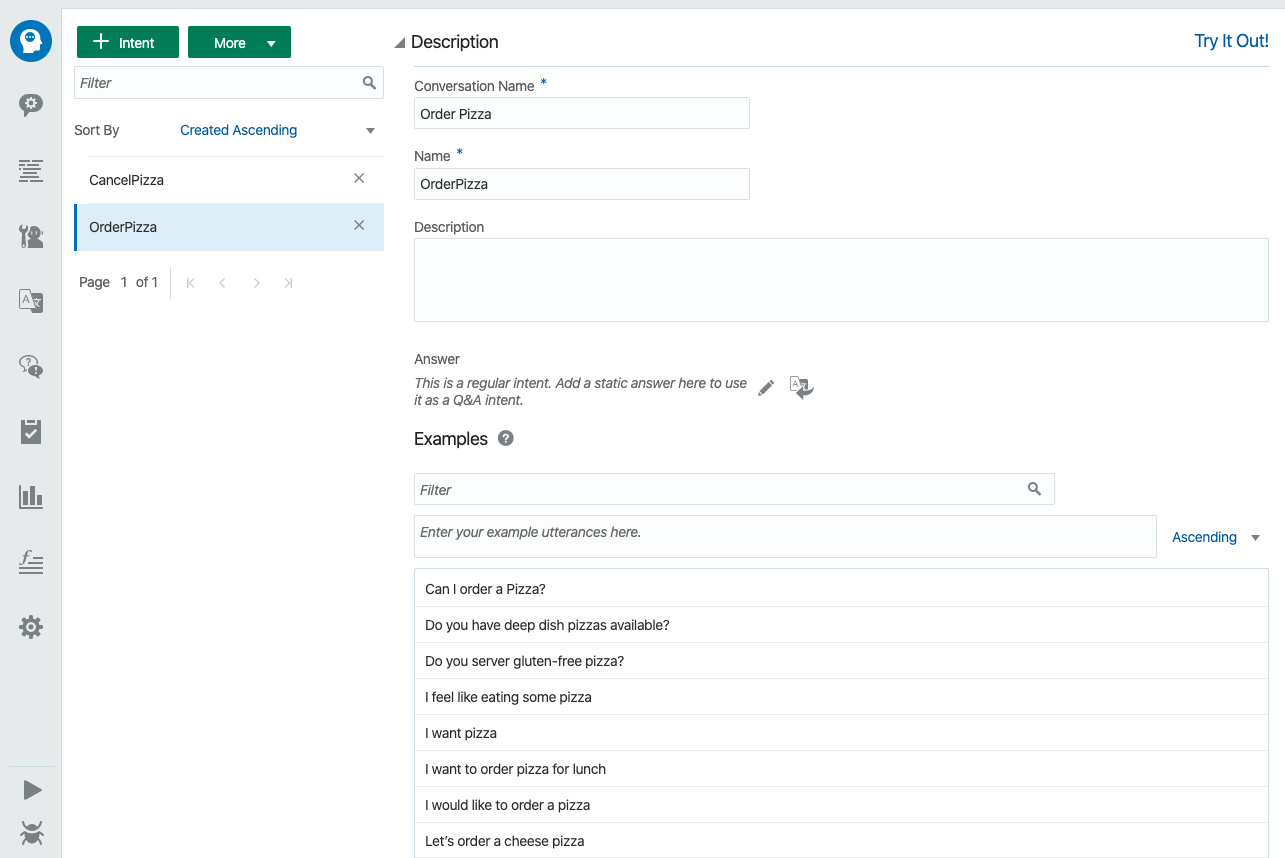 Intent
More
Filter
Sort By Created Ascending
CancelPizza
OrderPizza
Page 1 of 1
Description
Try It Out!
Conversation Name *
Order Pizza
Name *
OrderPizza
Description
Answer
This is a regular intent. Add a static answer here to use
it as a Q&A intent.
Examples ?
Filter
Enter your example utterances here.
Ascending
Can I order a Pizza?
Do you have deep dish pizzas available?
Do you server gluten-free pizza?
I feel like eating some pizza
I want pizza
I want to order pizza for lunch
I would like to order a pizza
Let's order a cheese pizza